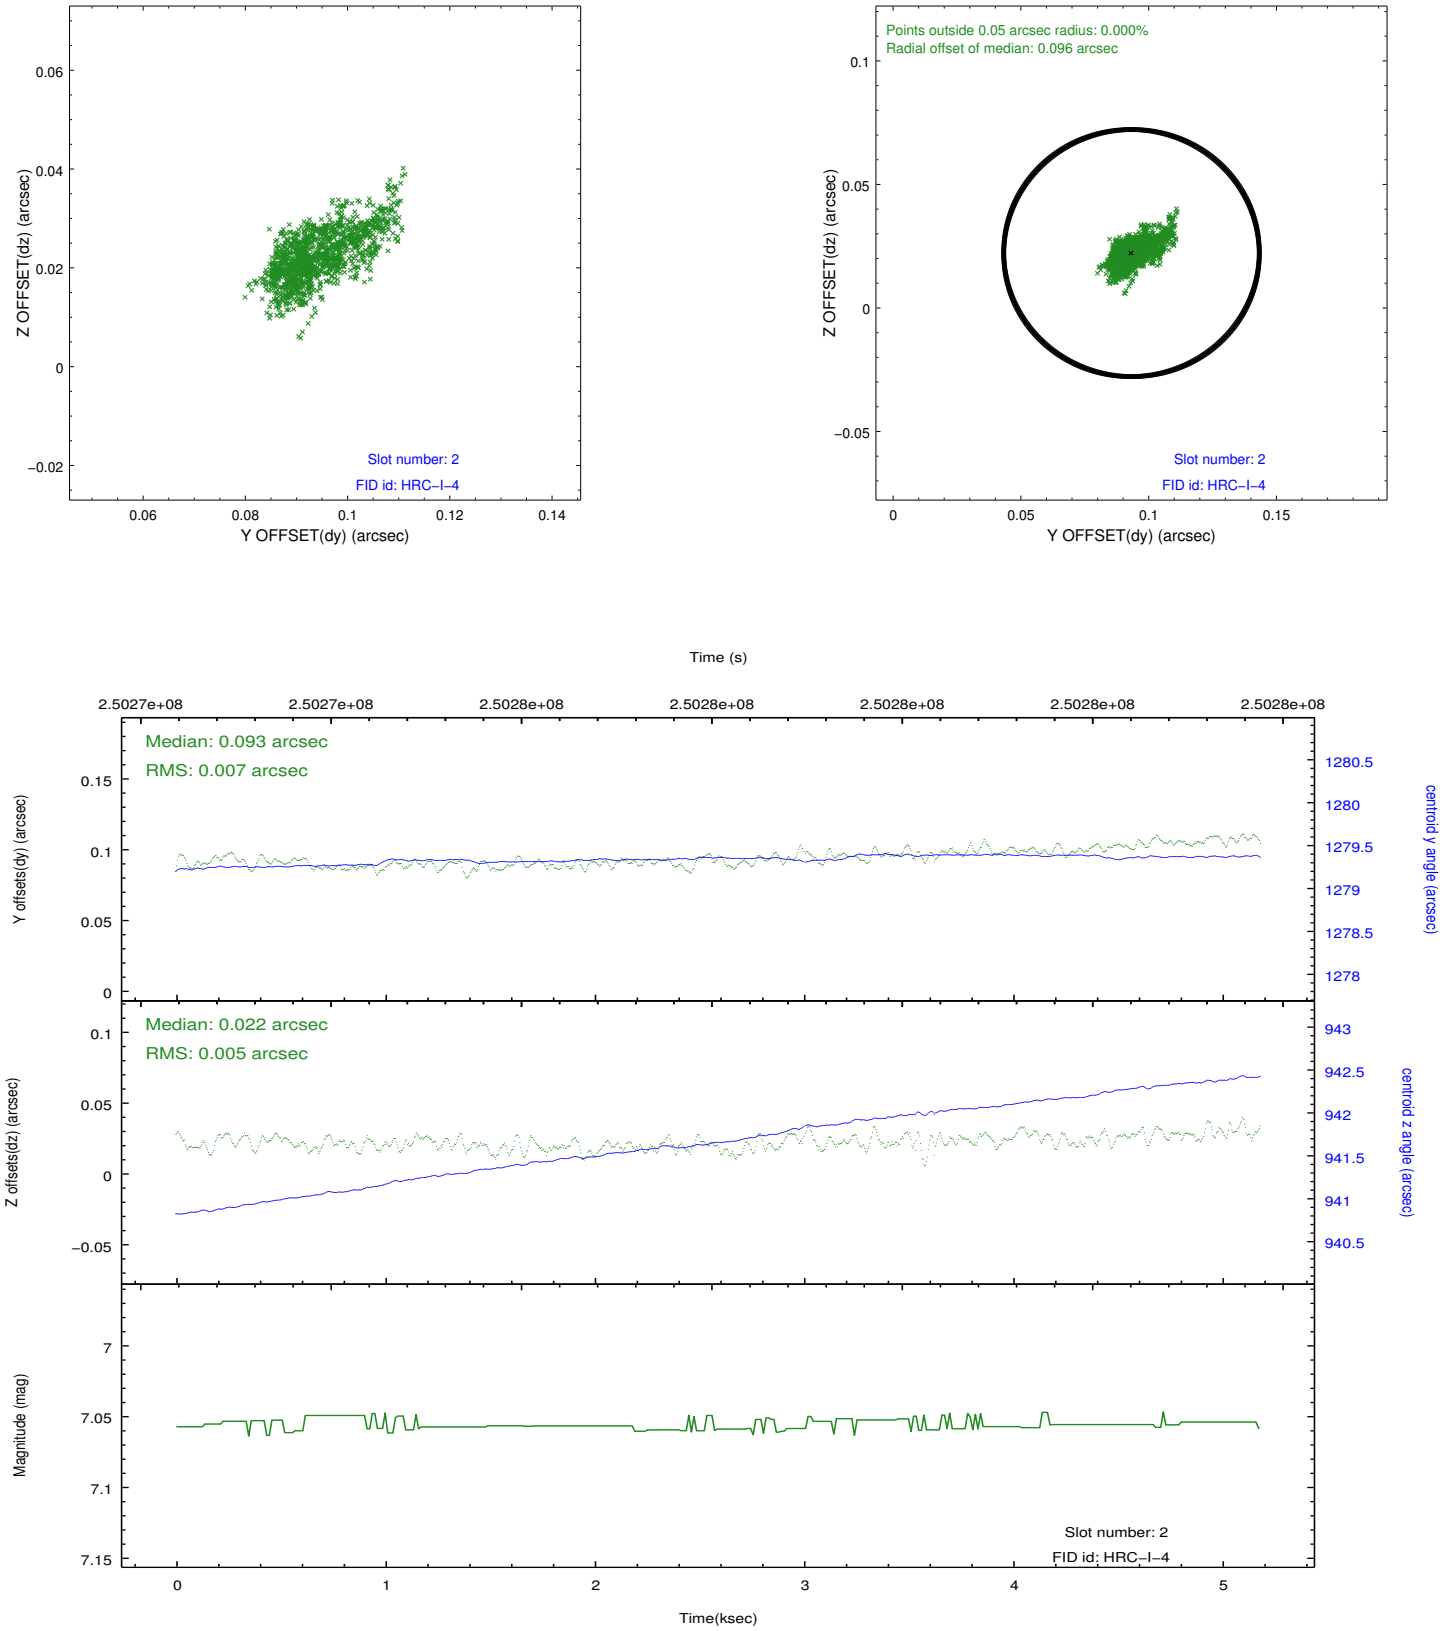 0.06
0.04
0.02
0
−0.02
Z OFFSET(dz) (arcsec)
Slot number: 2
FID id: HRC−I−4
0.06 0.08 0.1 0.12 0.14
Y OFFSET(dy) (arcsec)
Points outside 0.05 arcsec radius: 0.000%
Radial offset of median: 0.096 arcsec
0.1
0.05
0
−0.05
Z OFFSET(dz) (arcsec)
Slot number: 2
FID id: HRC−I−4
0 0.05 0.1 0.15
Y OFFSET(dy) (arcsec)
Time (s)
2.5027e+08 2.5027e+08 2.5028e+08 2.5028e+08 2.5028e+08 2.5028e+08 2.5028e+08
Median: 0.093 arcsec
RMS: 0.007 arcsec
0.15
0.1
0.05
0
Y offsets(dy) (arcsec)
1280.5
1280
1279.5
1279
1278.5
1278
centroid y angle (arcsec)
Median: 0.022 arcsec
RMS: 0.005 arcsec
0.1
0.05
0
−0.05
Z offsets(dz) (arcsec)
943
942.5
942
941.5
941
940.5
centroid z angle (arcsec)
7
7.05
7.1
7.15
Magnitude (mag)
Slot number: 2
FID id: HRC−I−4
0 1 2 3 4 5
Time(ksec)